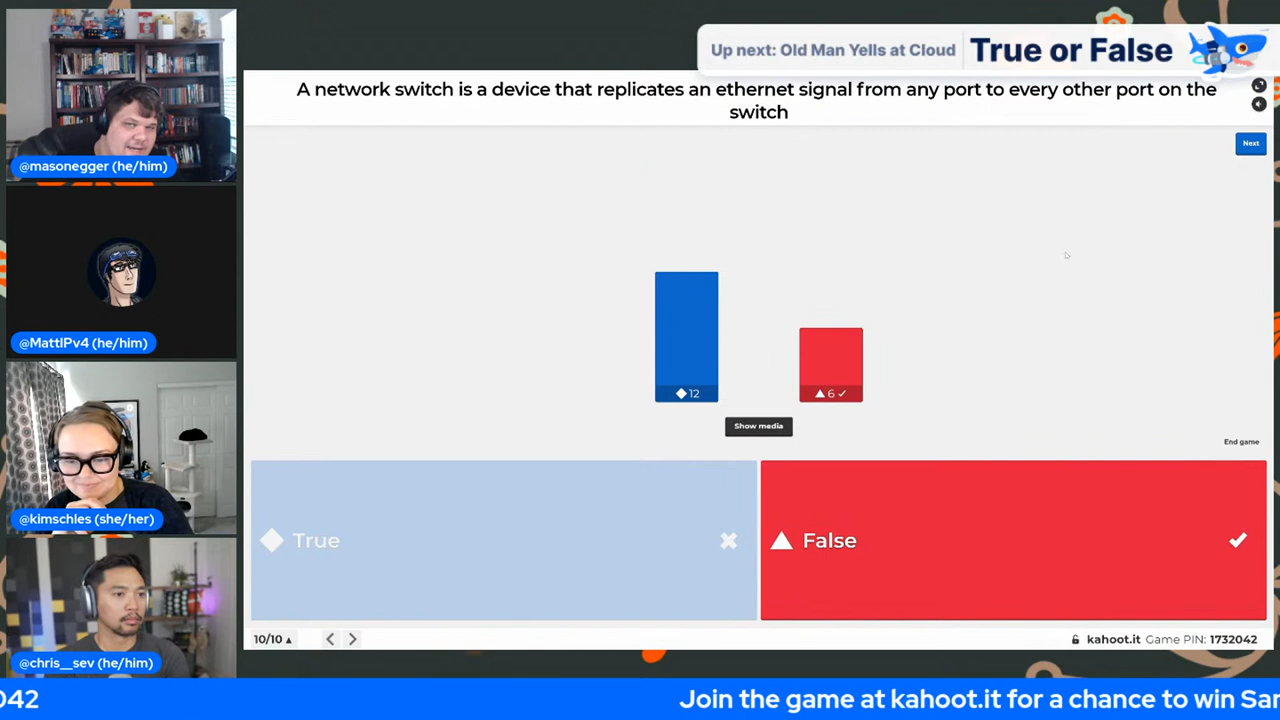 Up next: Old Man Yells at Cloud
True or False
A network switch is a device that replicates an ethernet signal from any port to every other port on the
switch
Next
@masonegger (he/him)
@MattIPv4 (he/him)
@kimschles (she/her)
@chris__sev (he/him)
12
6
Show media
End game
True
False
10/10
kahoot.it Game PIN: 1732042
042
Join the game at kahoot.it for a chance to win Sar